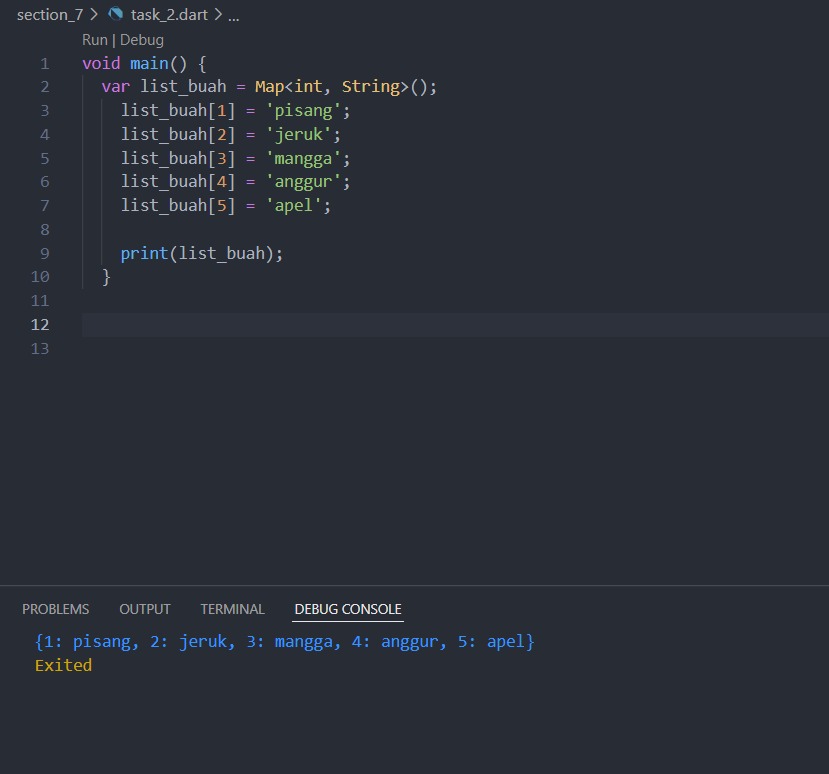 section_7 > task_2.dart > ...
Run | Debug
1 void main() {
2 var list_buah = Map<int, String>();
3 list_buah[1] = 'pisang';
4 list_buah[2] = 'jeruk';
5 list_buah[3] = 'mangga';
6 list_buah[4] = 'anggur';
7 list_buah[5] = 'apel';
8
9 print(list_buah);
10 }
11
12
13
PROBLEMS OUTPUT TERMINAL DEBUG CONSOLE
{1: pisang, 2: jeruk, 3: mangga, 4: anggur, 5: apel}
Exited